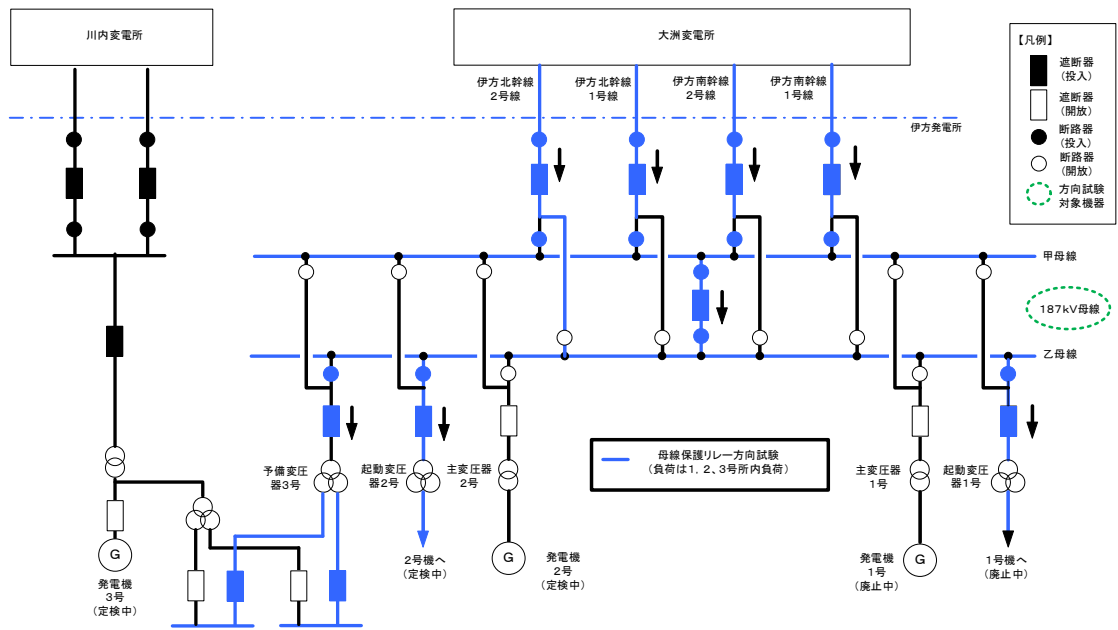 川内変電所
大洲変電所
【凡例】
遮断器
(投入)
遮断器
(開放)
断路器
(投入)
断路器
(開放)
方向試験
対象機器
伊方北幹線
2号線
伊方北幹線
1号線
伊方南幹線
2号線
伊方南幹線
1号線
伊方発電所
甲母線
187kV母線
乙母線
母線保護リレー方向試験
(負荷は1、2、3号所内負荷)
予備変圧
器3号
起動変圧
器2号
主変圧器
2号
主変圧器
1号
起動変圧
器1号
G
発電機
3号
(定検中)
2号機へ
(定検中)
G
発電機
2号
(定検中)
発電機
1号
(廃止中)
G
1号機へ
(廃止中)